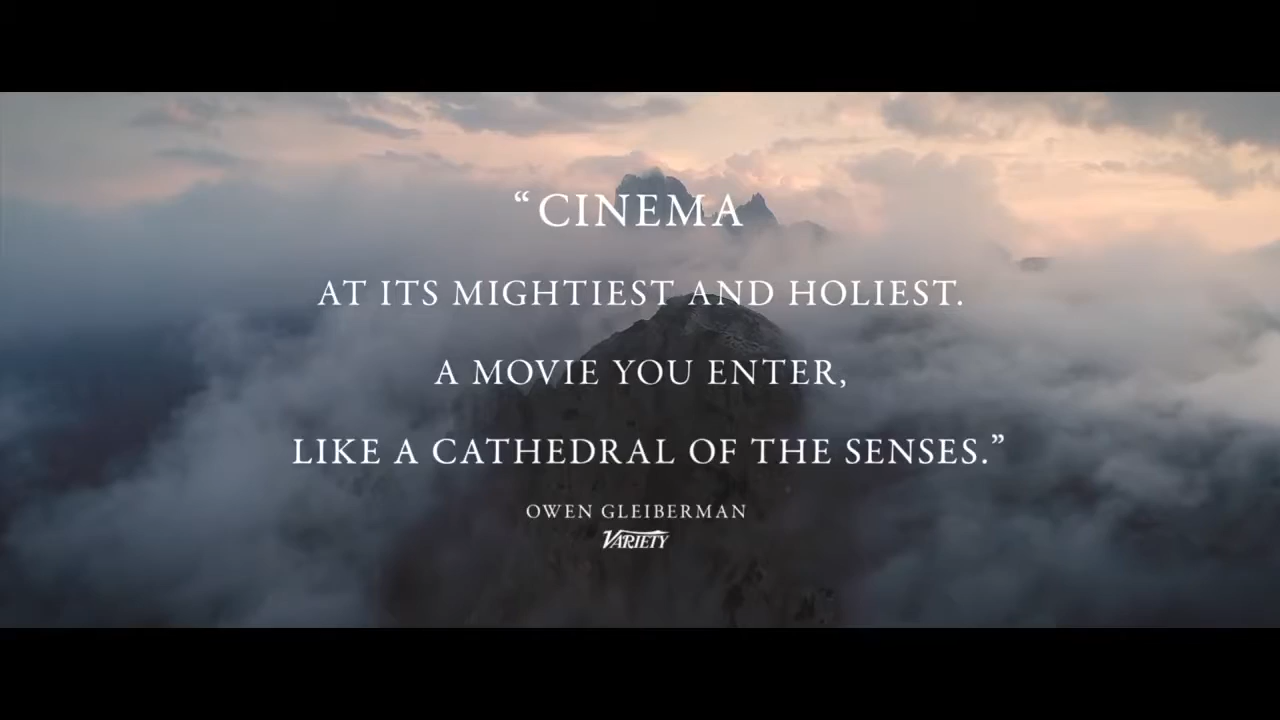 “CINEMA
AT ITS MIGHTIEST AND HOLIEST.
A MOVIE YOU ENTER,
LIKE A CATHEDRAL OF THE SENSES.”
OWEN GLEIBERMAN
VARIETY